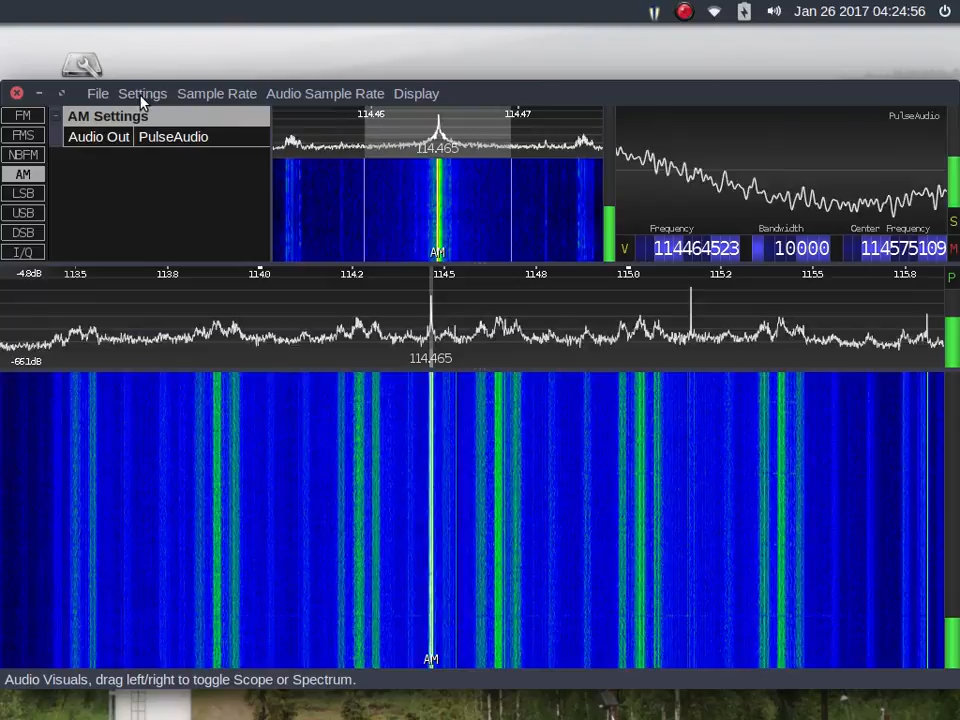 Jan 26 2017 04:24:56
File Settings Sample Rate Audio Sample Rate Display
FM
FMS
NBFM
AM
LSB
USB
DSB
I/Q
AM Settings
Audio Out PulseAudio
114.46 114.47
114.465
AM
PulseAudio
Frequency Bandwidth Center Frequency
V 114464523 10000 114575109
S
M
P
-4.8dB 113.5 113.8 114.0 114.2 114.5 114.8 115.0 115.2 115.5 115.8
114.465
-66.1dB
AM
Audio Visuals, drag left/right to toggle Scope or Spectrum.